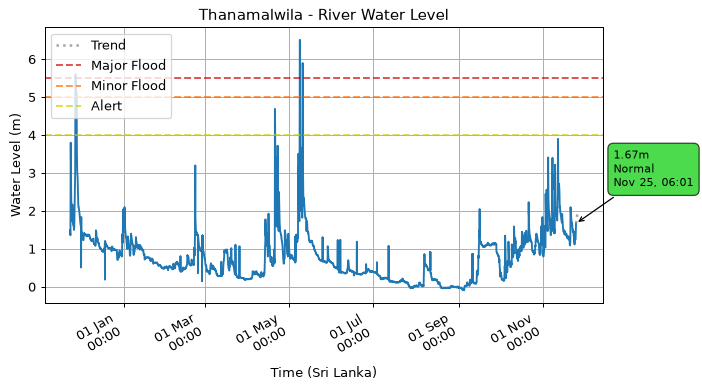 Thanamalwila - River Water Level
Trend
Major Flood
Minor Flood
Alert
Water Level (m)
6
5
4
3
2
1
0
1.67m
Normal
Nov 25, 06:01
01 Jan
00:00
01 Mar
00:00
01 May
00:00
01 Jul
00:00
01 Sep
00:00
01 Nov
00:00
Time (Sri Lanka)